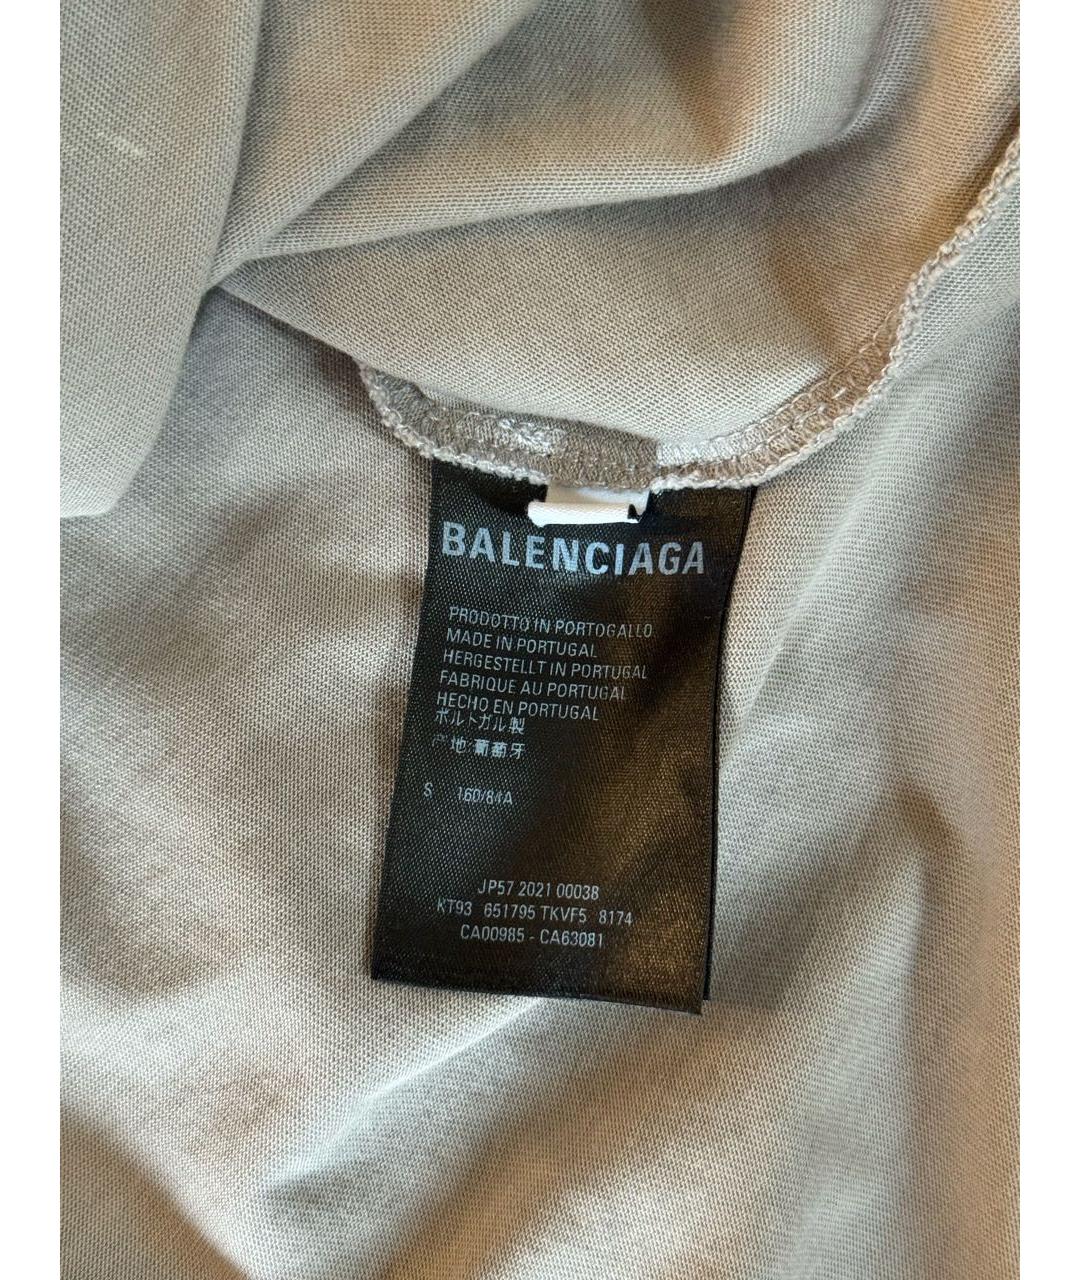 BALENCIAGA
PRODOTTO IN PORTOGALLO
MADE IN PORTUGAL
HERGESTELLT IN PORTUGAL
FABRIQUE AU PORTUGAL
HECHO EN PORTUGAL
ポルトガル製
产地:葡萄牙
S 160/84A
JP57 2021 00038
KT93 651795 TKVF5 8174
CA00985 - CA63081